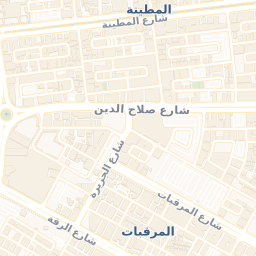 المطينة
شارع المطينة
شارع صلاح الدين
شارع الجزيرة
شارع المرقبات
المرقبات
شارع الرقة